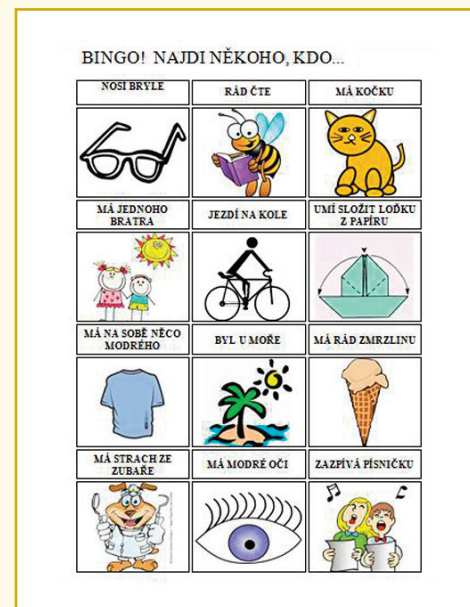 BINGO! NAJDI NĚKOHO, KDO...
NOSÍ BRÝLE
RÁD ČTE
MÁ KOČKU
MÁ JEDNOHO
BRATRA
JEZDÍ NA KOLE
UMÍ SLOŽIT LOĎKU
Z PAPÍRU
MÁ NA SOBĚ NĚCO
MODRÉHO
BYL U MOŘE
MÁ RÁD ZMRZLINU
MÁ STRACH ZE
ZUBAŘE
MÁ MODRÉ OČI
ZAZPÍVÁ PÍSNIČKU